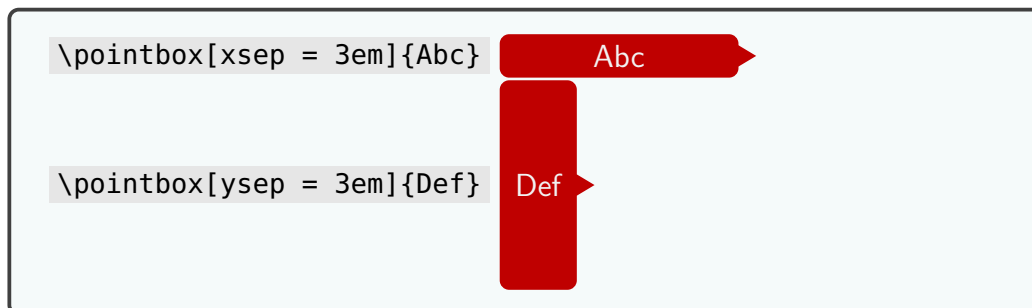 \pointbox[xsep = 3em]{Abc} Abc
\pointbox[ysep = 3em]{Def} Def